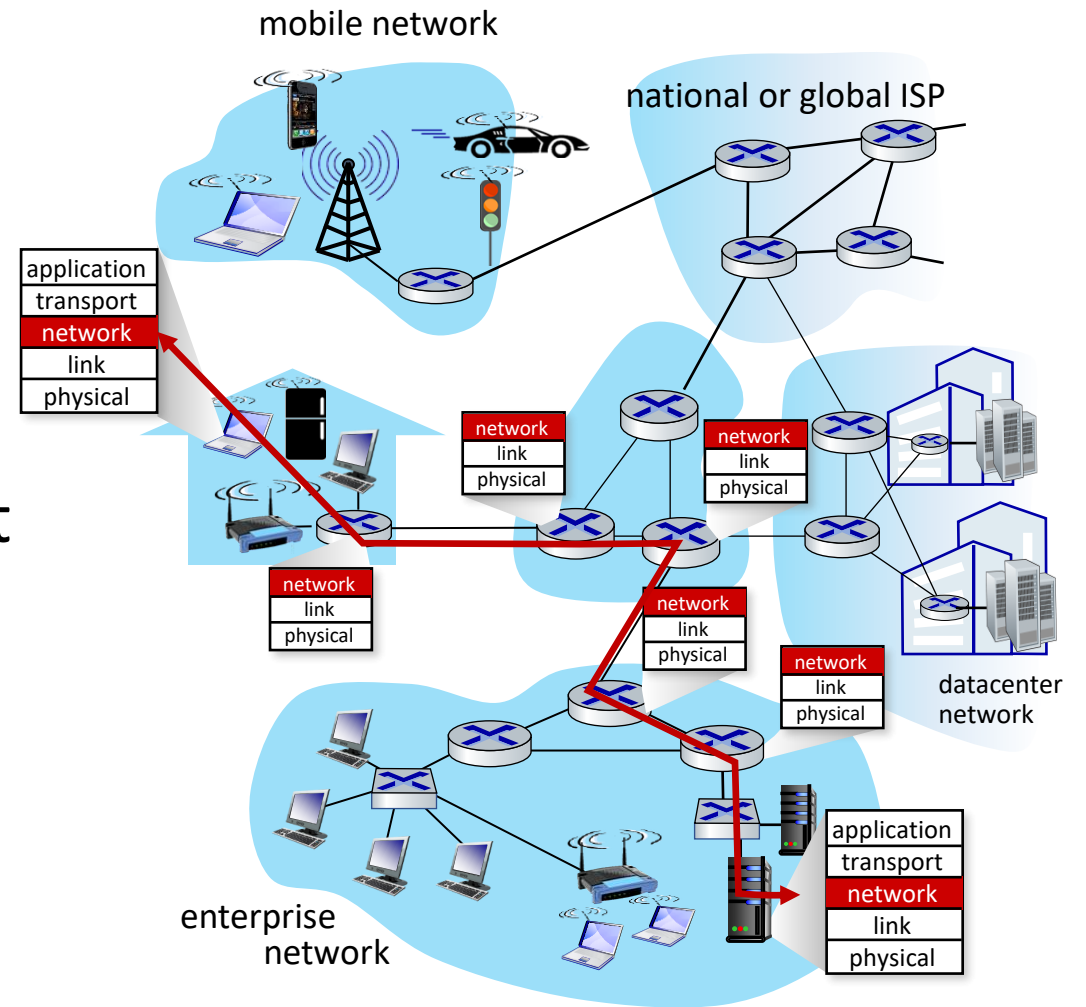 mobile network
national or global ISP
application
transport
network
link
physical
network
link
physical
network
link
physical
t
network
link
physical
network
link
physical
network
link
physical
datacenter
network
application
transport
network
link
physical
enterprise
network